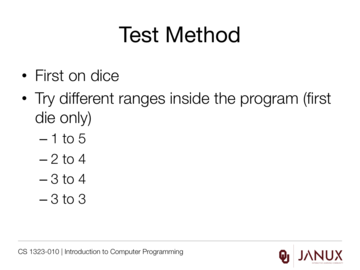 Test Method
• First on dice
• Try different ranges inside the program (first
die only)
– 1 to 5
– 2 to 4
– 3 to 4
– 3 to 3
CS 1323-010 | Introduction to Computer Programming
JANUX